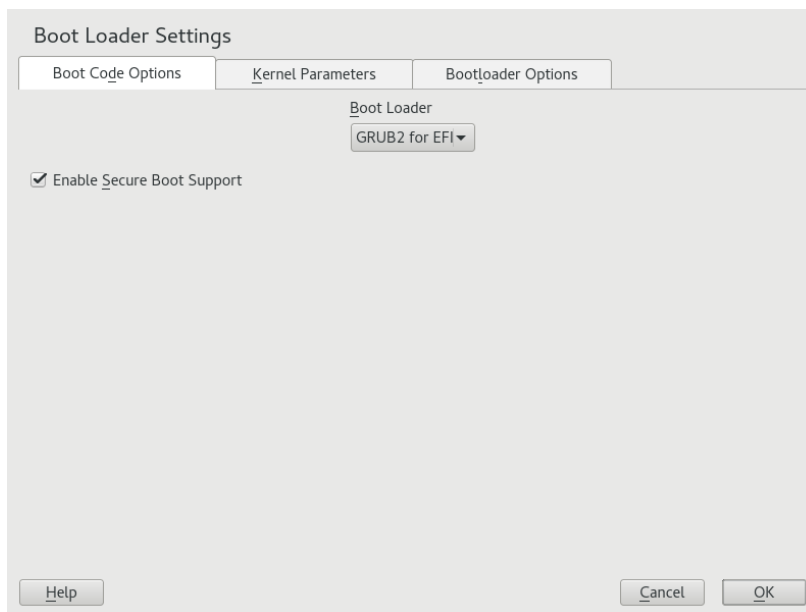 Boot Loader Settings
Boot Code Options Kernel Parameters Bootloader Options
Boot Loader
GRUB2 for EFI
Enable Secure Boot Support
Help Cancel OK